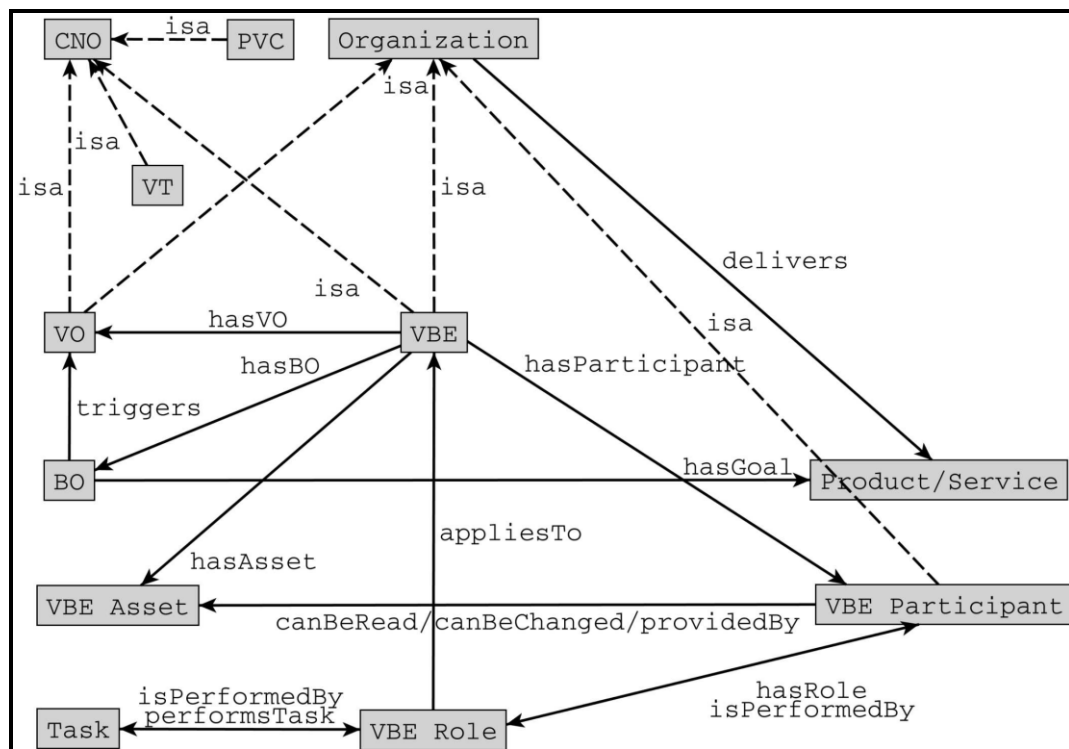 CNO
isa
PVC
Organization
isa
isa
isa
VT
isa
isa
delivers
isa
isa
VO
hasVO
VBE
hasParticipant
hasBO
triggers
BO
hasGoal
Product/Service
appliesTo
hasAsset
VBE Asset
VBE Participant
canBeRead/canBeChanged/providedBy
isPerformedBy
performsTask
hasRole
isPerformedBy
Task
VBE Role